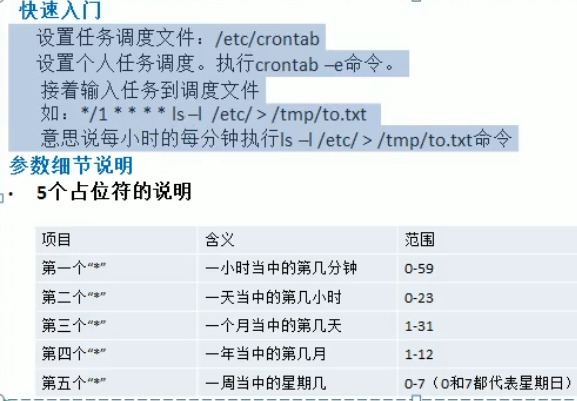 快速入门
设置任务调度文件：/etc/crontab
设置个人任务调度。执行crontab –e命令。
接着输入任务到调度文件
如：*/1 * * * * ls –l  /etc/ > /tmp/to.txt
意思说每小时的每分钟执行ls –l /etc/ > /tmp/to.txt命令
参数细节说明
• 5个占位符的说明
项目 含义 范围
第一个“*” 一小时当中的第几分钟 0-59
第二个“*” 一天当中的第几小时 0-23
第三个“*” 一个月当中的第几天 1-31
第四个“*” 一年当中的第几月 1-12
第五个“*” 一周当中的星期几 0-7（0和7都代表星期日）